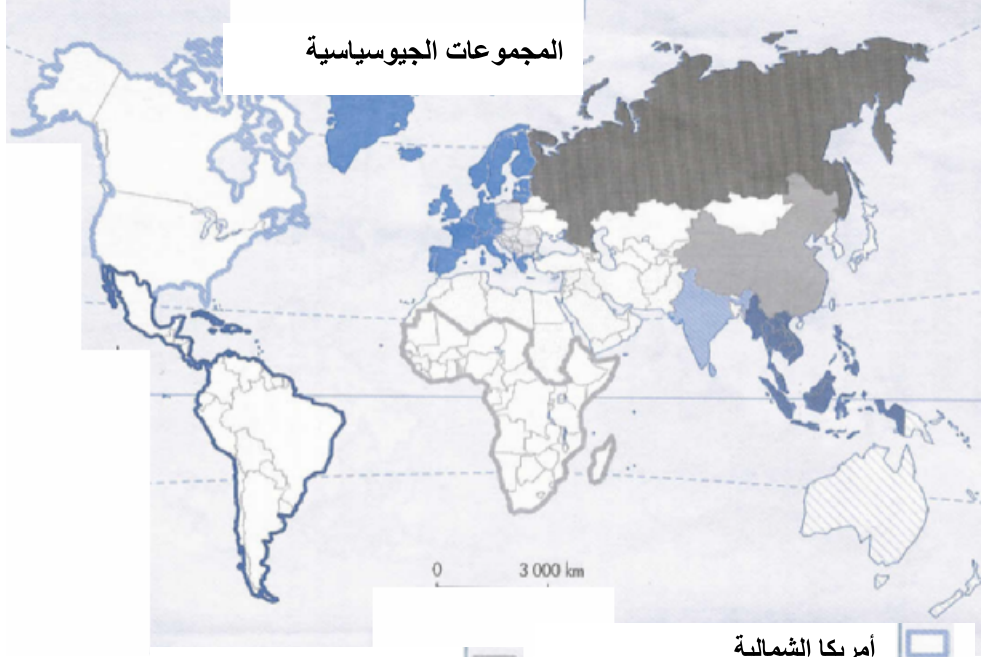 المجموعات الجيوسياسية
0 3 000 km
أمريكا الشمالية